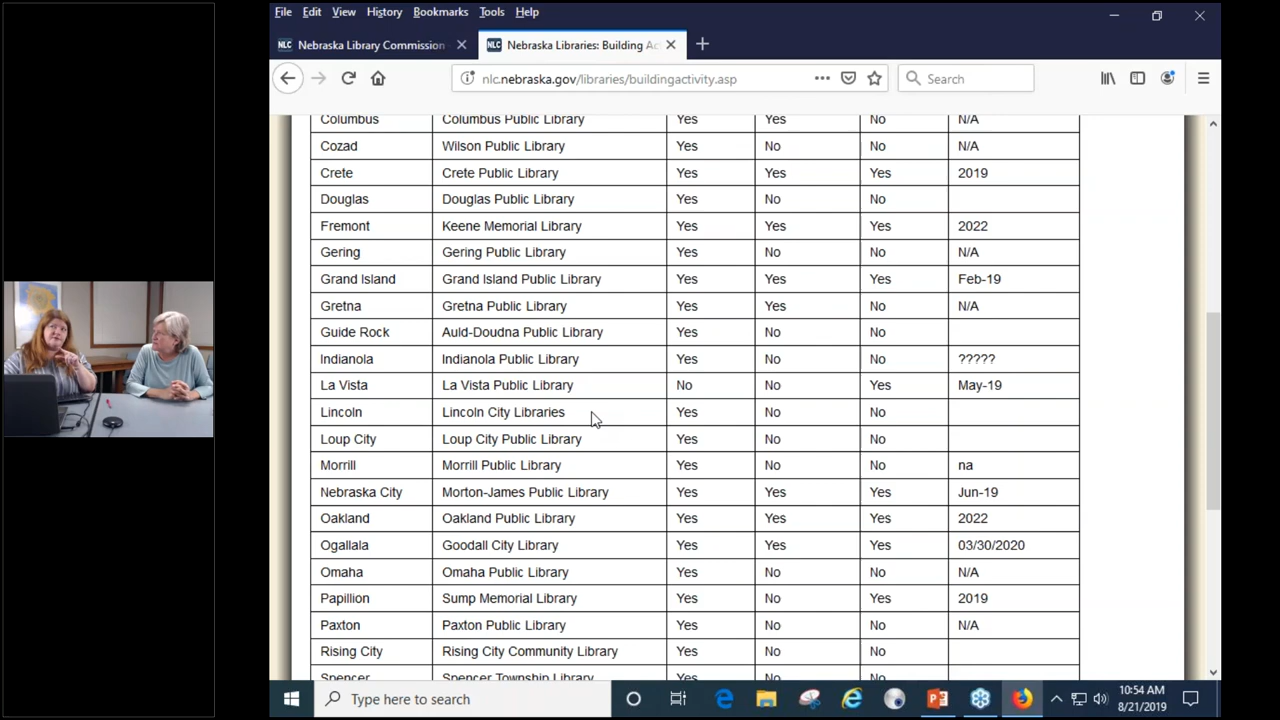 File Edit View History Bookmarks Tools Help
NLC Nebraska Library Commission NLC Nebraska Libraries: Building Ac
nlc.nebraska.gov/libraries/buildingactivity.asp Search
Columbus Columbus Public Library Yes Yes No N/A
Cozad Wilson Public Library Yes No No N/A
Crete Crete Public Library Yes Yes Yes 2019
Douglas Douglas Public Library Yes No No
Fremont Keene Memorial Library Yes Yes Yes 2022
Gering Gering Public Library Yes No No N/A
Grand Island Grand Island Public Library Yes Yes Yes Feb-19
Gretna Gretna Public Library Yes Yes No N/A
Guide Rock Auld-Doudna Public Library Yes No No
Indianola Indianola Public Library Yes No No ?????
La Vista La Vista Public Library No No Yes May-19
Lincoln Lincoln City Libraries Yes No No
Loup City Loup City Public Library Yes No No
Morrill Morrill Public Library Yes No No na
Nebraska City Morton-James Public Library Yes Yes Yes Jun-19
Oakland Oakland Public Library Yes Yes Yes 2022
Ogallala Goodall City Library Yes Yes Yes 03/30/2020
Omaha Omaha Public Library Yes No No N/A
Papillion Sump Memorial Library Yes No Yes 2019
Paxton Paxton Public Library Yes No No N/A
Rising City Rising City Community Library Yes No No
Spencer Spencer Township Library Yes No No
Type here to search 10:54 AM
8/21/2019